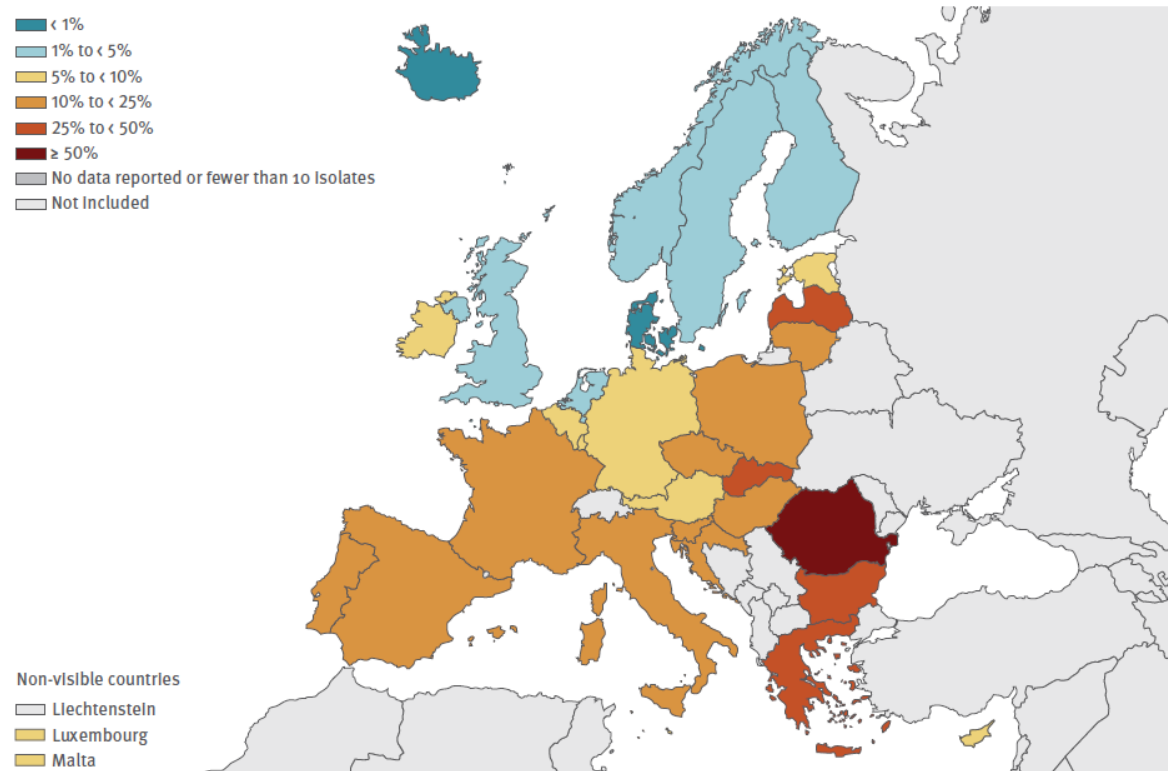 < 1%
1% to < 5%
5% to < 10%
10% to < 25%
25% to < 50%
≥ 50%
No data reported or fewer than 10 Isolates
Not Included
Non-visible countries
Liechtenstein
Luxembourg
Malta